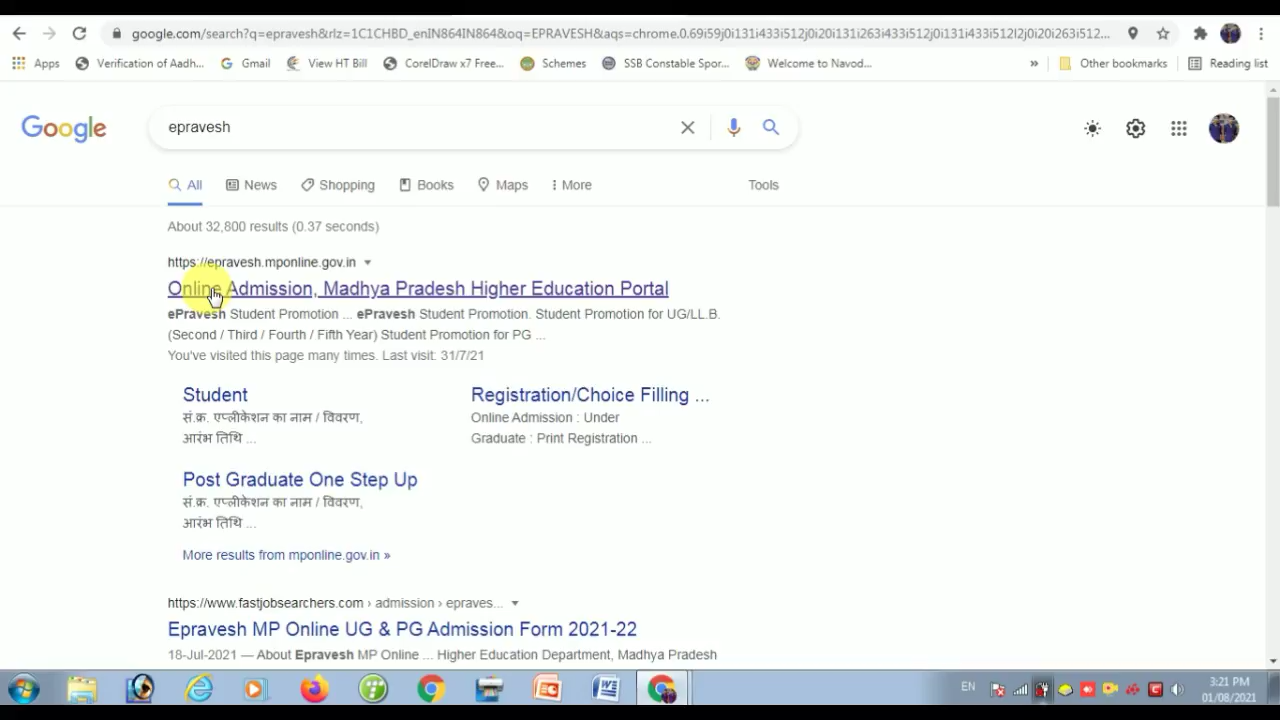 google.com/search?q=epravesh&rlz=1C1CHBD_enIN864IN864&oq=EPRAVESH&aqs=chrome.0.69i59j0i131i433i512j0i20i131i263i433i512j0i131i433i512l2j0i20i263i512...
Apps Verification of Aadh... Gmail View HT Bill CorelDraw x7 Free... Schemes SSB Constable Spor... Welcome to Navod... » Other bookmarks Reading list
Google epravesh
All News Shopping Books Maps More Tools
About 32,800 results (0.37 seconds)
https://epravesh.mponline.gov.in
Online Admission, Madhya Pradesh Higher Education Portal
ePravesh Student Promotion ... ePravesh Student Promotion. Student Promotion for UG/LL.B.
(Second / Third / Fourth / Fifth Year) Student Promotion for PG ...
You've visited this page many times. Last visit: 31/7/21
Student
सं.क्र. एप्लीकेशन का नाम / विवरण,
आरंभ तिथि ...
Registration/Choice Filling ...
Online Admission : Under
Graduate : Print Registration ...
Post Graduate One Step Up
सं.क्र. एप्लीकेशन का नाम / विवरण,
आरंभ तिथि ...
More results from mponline.gov.in »
https://www.fastjobsearchers.com › admission › epraves...
Epravesh MP Online UG & PG Admission Form 2021-22
18-Jul-2021 — About Epravesh MP Online ... Higher Education Department, Madhya Pradesh
EN 3:21 PM
01/08/2021